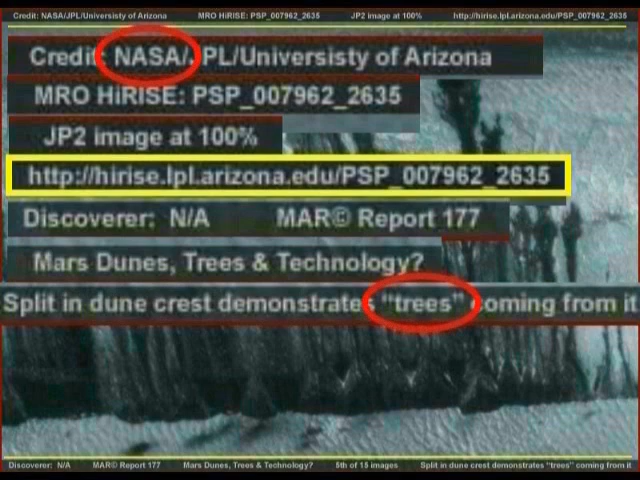 Credit: NASA/JPL/Universisty of Arizona MRO HiRISE: PSP_007962_2635 JP2 image at 100% http://hirise.lpl.arizona.edu/PSP_007962_2635
Credit: NASA/JPL/Universisty of Arizona
MRO HiRISE: PSP_007962_2635
JP2 image at 100%
http://hirise.lpl.arizona.edu/PSP_007962_2635
Discoverer: N/A MAR© Report 177
Mars Dunes, Trees & Technology?
Split in dune crest demonstrates "trees" coming from it
Discoverer: N/A MAR© Report 177 Mars Dunes, Trees & Technology? 5th of 15 images Split in dune crest demonstrates "trees" coming from it